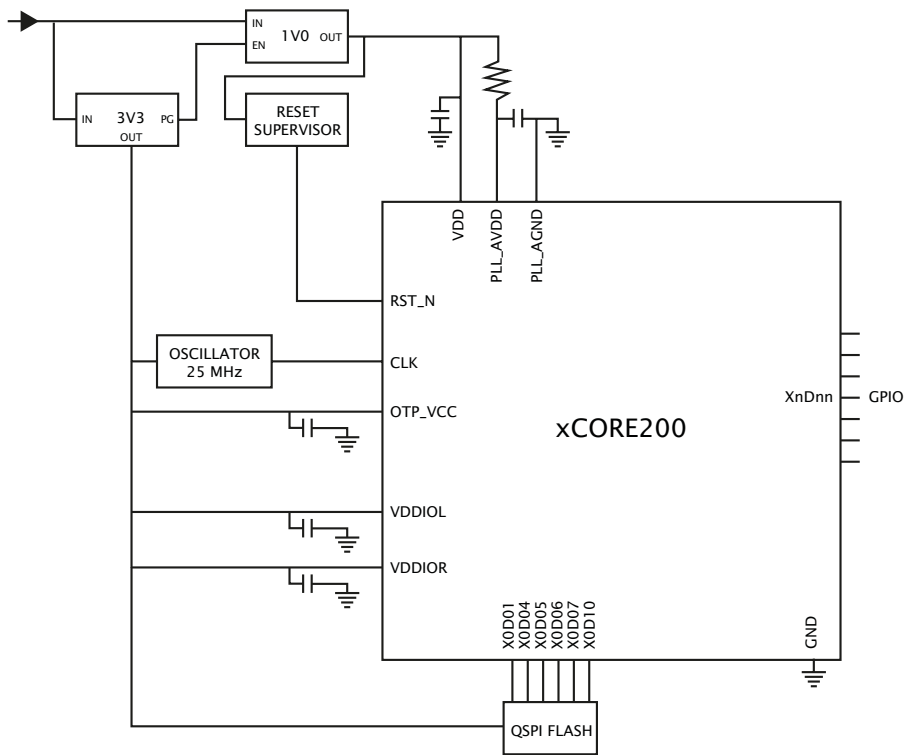 IN
1V0
OUT
EN
IN
3V3
PG
OUT
RESET
SUPERVISOR
VDD
PLL_AVDD
PLL_AGND
RST_N
OSCILLATOR
25 MHz
CLK
XnDnn
GPIO
OTP_VCC
xCORE200
VDDIOL
VDDIOR
X0D01
X0D04
X0D05
X0D06
X0D07
X0D10
GND
QSPI FLASH